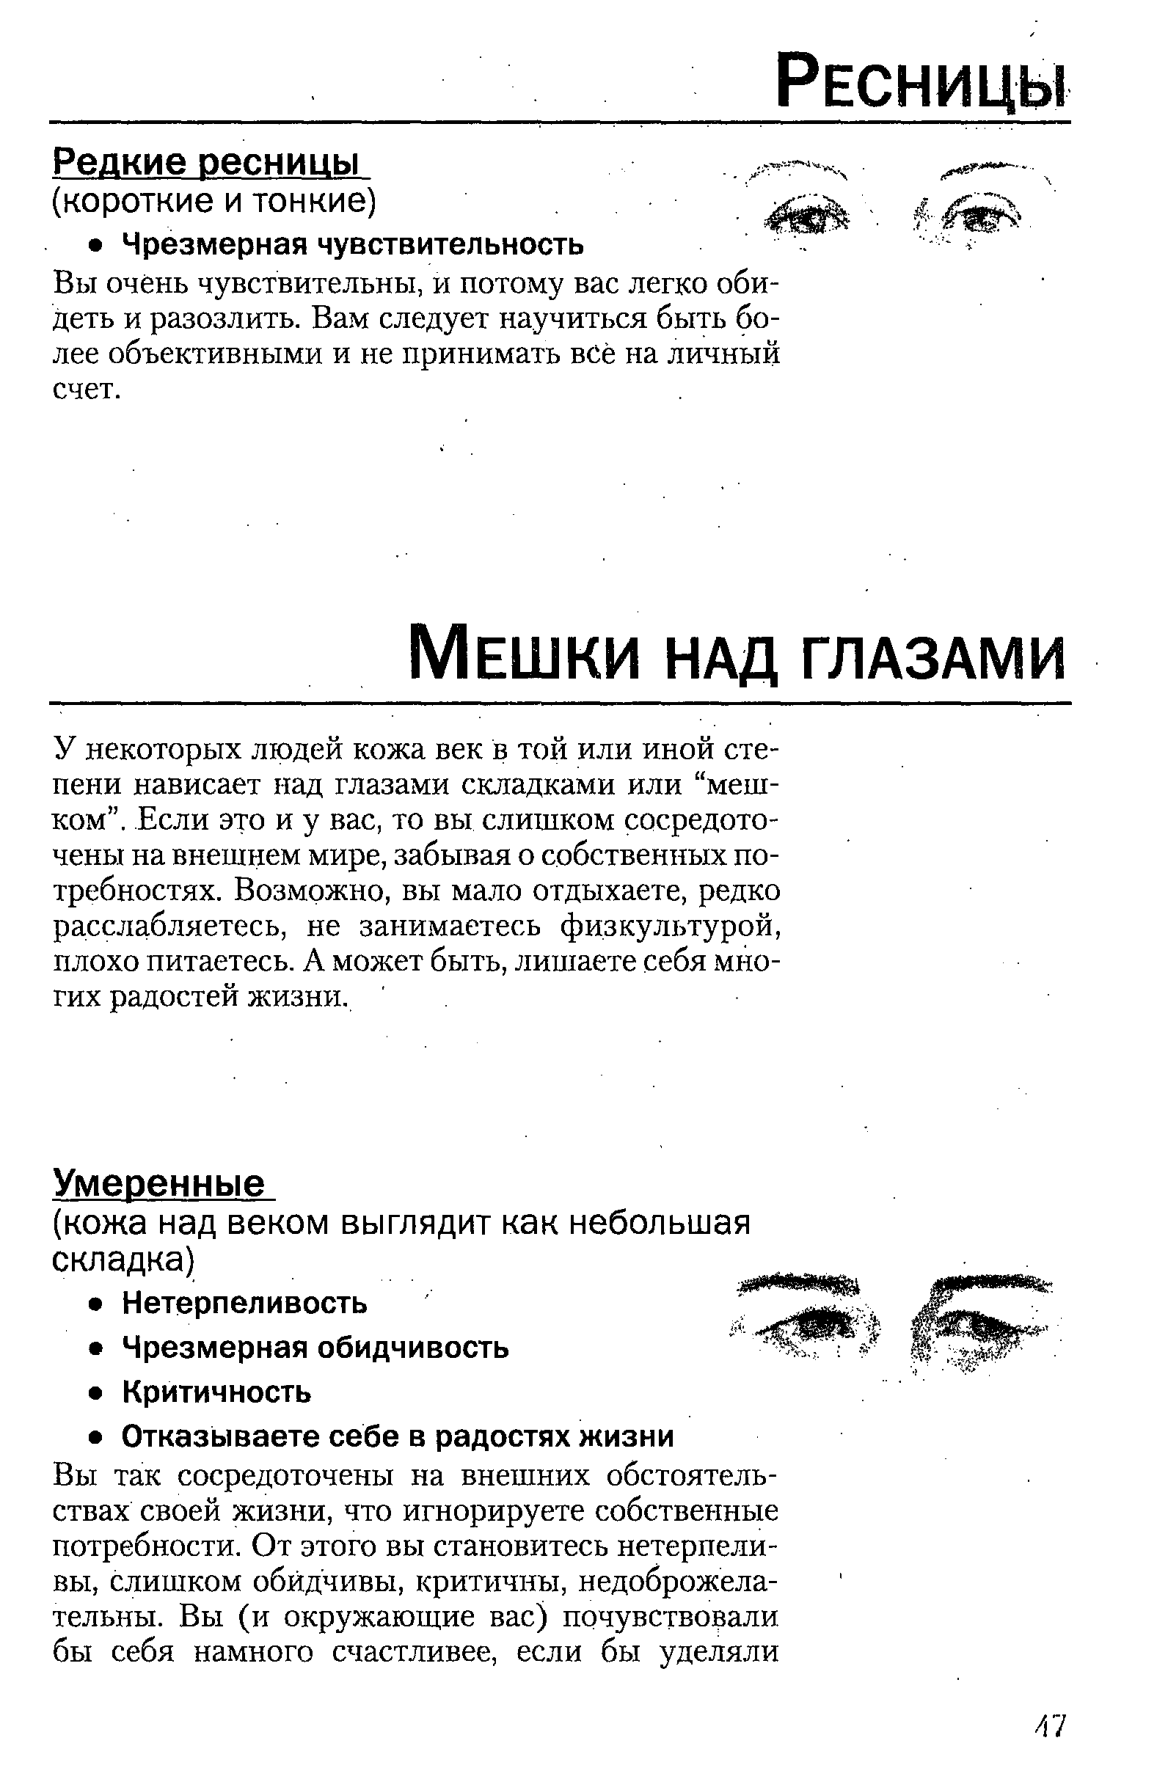 Ресницы
Редкие ресницы
(короткие и тонкие)
• Чрезмерная чувствительность
Вы очень чувствительны, и потому вас легко оби-
деть и разозлить. Вам следует научиться быть бо-
лее объективными и не принимать всё на личный
счет.
Мешки над глазами
У некоторых людей кожа век в той или иной сте-
пени нависает над глазами складками или “меш-
ком”. Если это и у вас, то вы слишком сосредото-
чены на внешнем мире, забывая о собственных по-
требностях. Возможно, вы мало отдыхаете, редко
расслабляетесь, не занимаетесь физкультурой,
плохо питаетесь. А может быть, лишаете себя мно-
гих радостей жизни.
Умеренные
(кожа над веком выглядит как небольшая
складка)
• Нетерпеливость
• Чрезмерная обидчивость
• Критичность
• Отказываете себе в радостях жизни
Вы так сосредоточены на внешних обстоятель-
ствах своей жизни, что игнорируете собственные
потребности. От этого вы становитесь нетерпели-
вы, слишком обидчивы, критичны, недоброжела-
тельны. Вы (и окружающие вас) почувствовали
бы себя намного счастливее, если бы уделяли
47